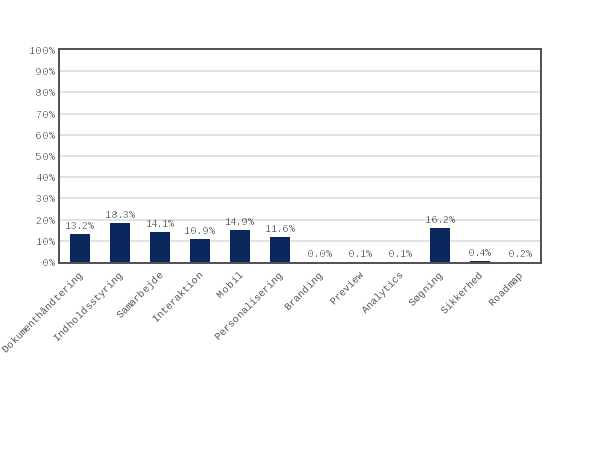 100%
90%
80%
70%
60%
50%
40%
30%
20%
10%
0%
13.2%
18.3%
14.1%
10.9%
14.9%
11.6%
0.0%
0.1%
0.1%
16.2%
0.4%
0.2%
Dokumenthåndtering
Indholdsstyring
Samarbejde
Interaktion
Mobil
Personalisering
Branding
Preview
Analytics
Søgning
Sikkerhed
Roadmap